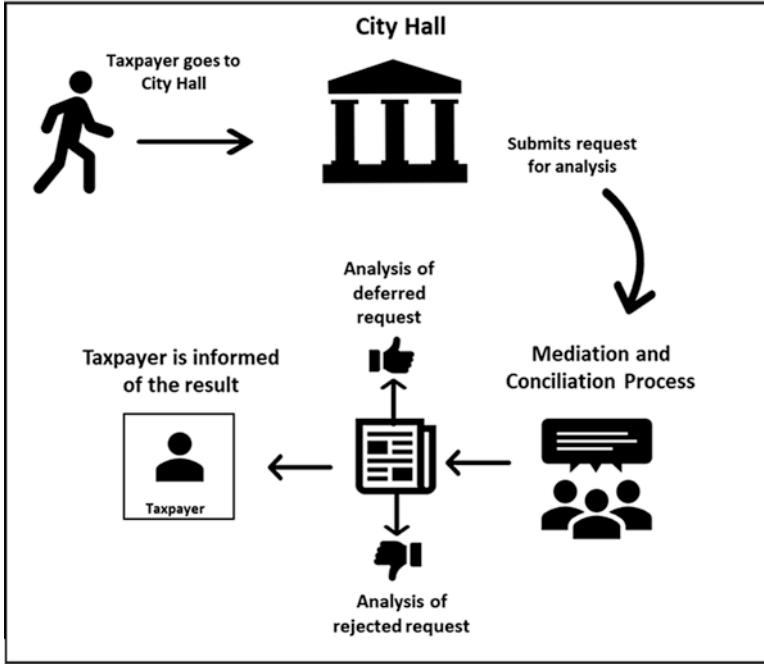 City Hall
Taxpayer goes to
City Hall
Submits request
for analysis
Analysis of
deferred
request
Mediation and
Conciliation Process
Taxpayer is informed
of the result
Taxpayer
Analysis of
rejected request